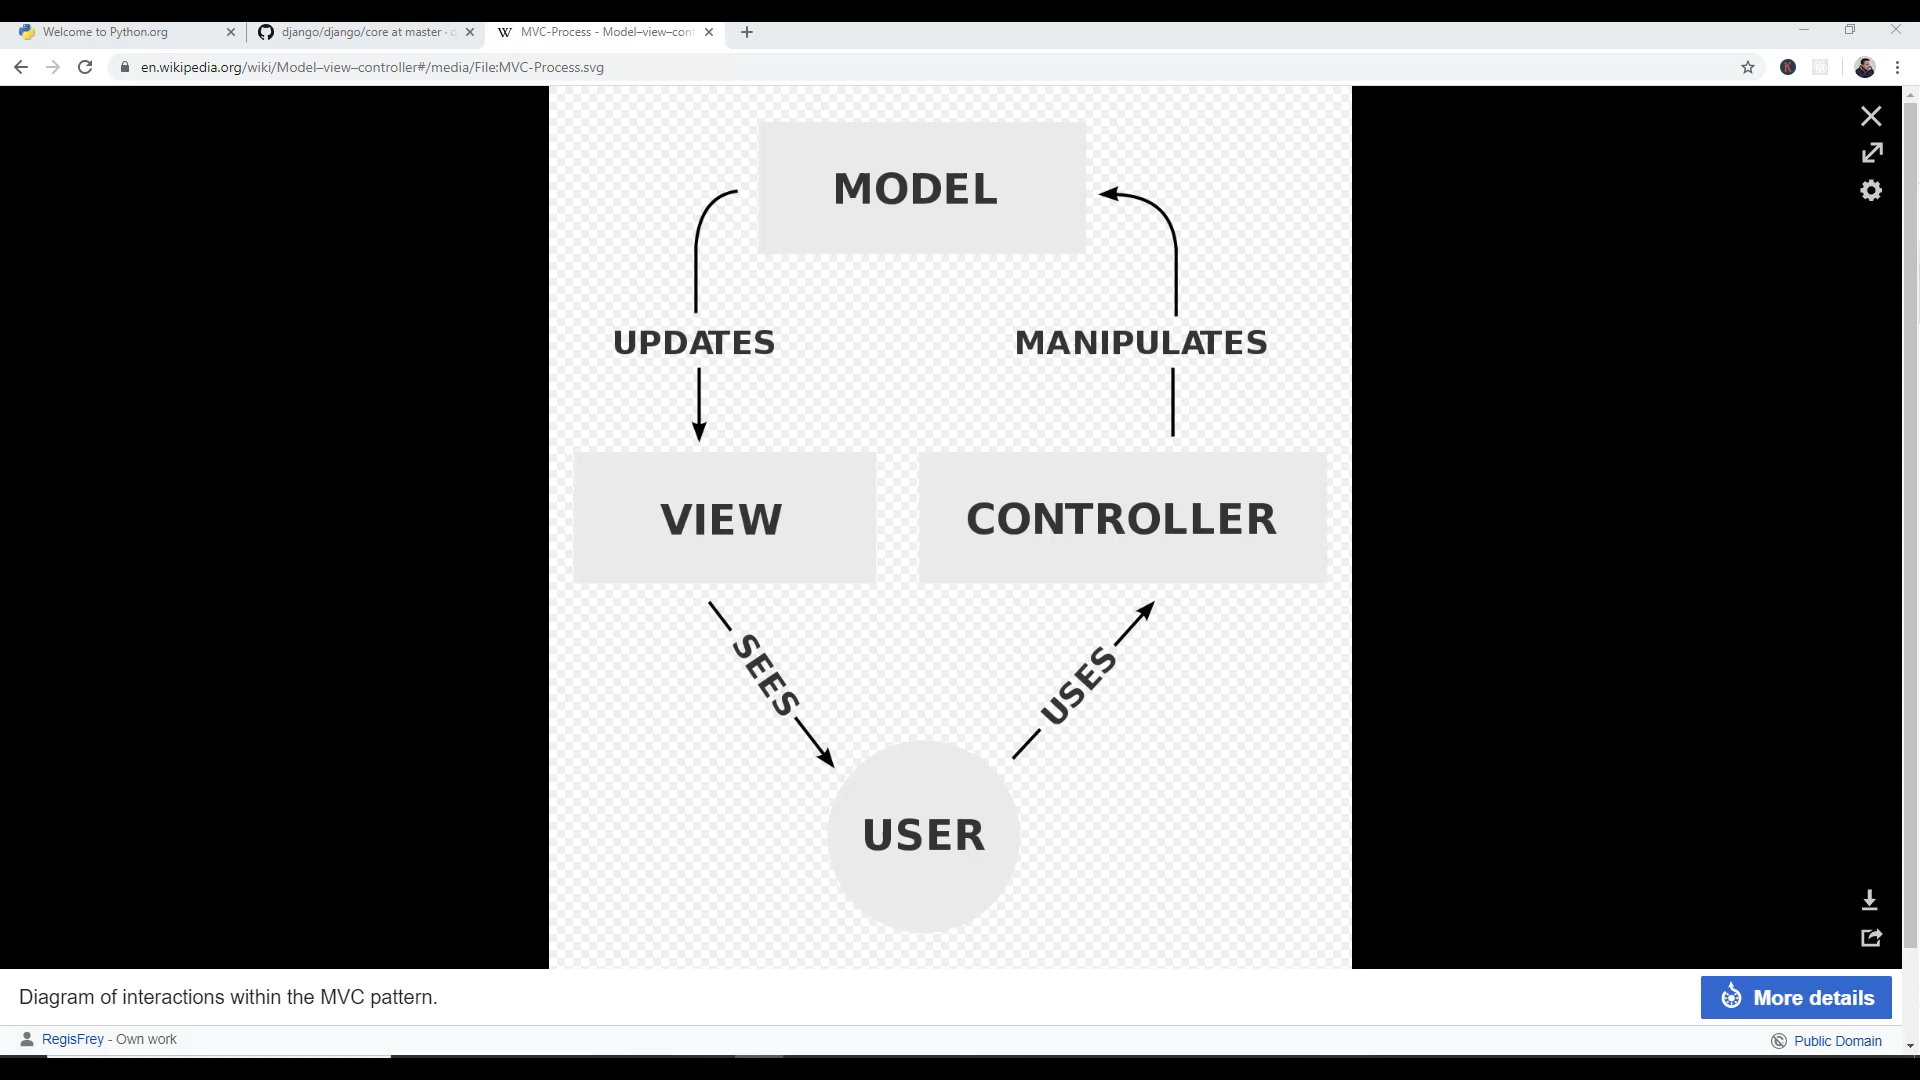 Welcome to Python.org
django/django/core at master ·
MVC-Process - Model–view–con
en.wikipedia.org/wiki/Model–view–controller#/media/File:MVC-Process.svg
K
MODEL
UPDATES
MANIPULATES
VIEW
CONTROLLER
SEES
USES
USER
Diagram of interactions within the MVC pattern.
More details
RegisFrey - Own work
Public Domain